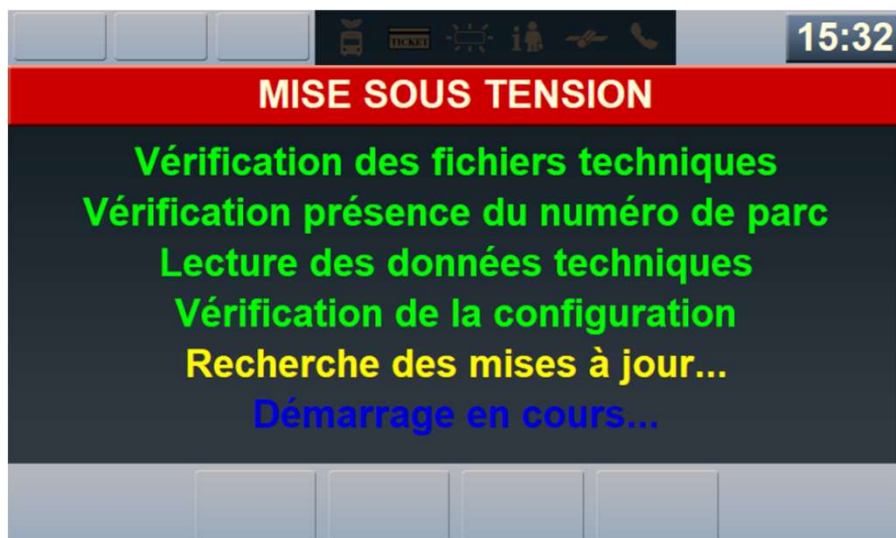 TICKET
15:32
MISE SOUS TENSION
Vérification des fichiers techniques
Vérification présence du numéro de parc
Lecture des données techniques
Vérification de la configuration
Recherche des mises à jour...
Démarrage en cours...